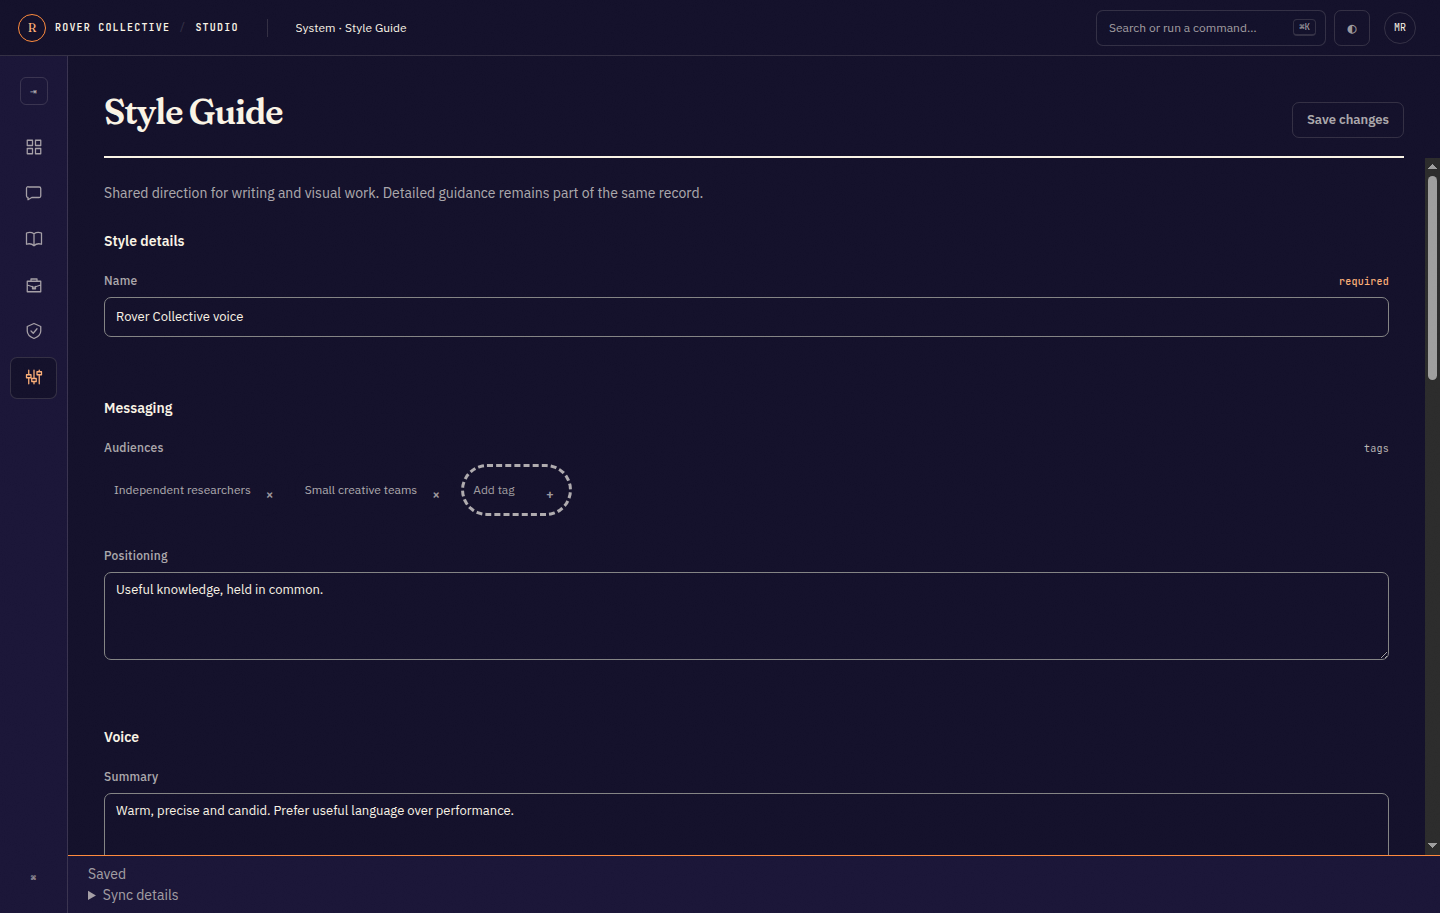 R ROVER COLLECTIVE / STUDIO System · Style Guide Search or run a command... ⌘K MR
Style Guide
Save changes
Shared direction for writing and visual work. Detailed guidance remains part of the same record.
Style details
Name required
Rover Collective voice
Messaging
Audiences tags
Independent researchers × Small creative teams × Add tag +
Positioning
Useful knowledge, held in common.
Voice
Summary
Warm, precise and candid. Prefer useful language over performance.
⌘
Saved
▶ Sync details